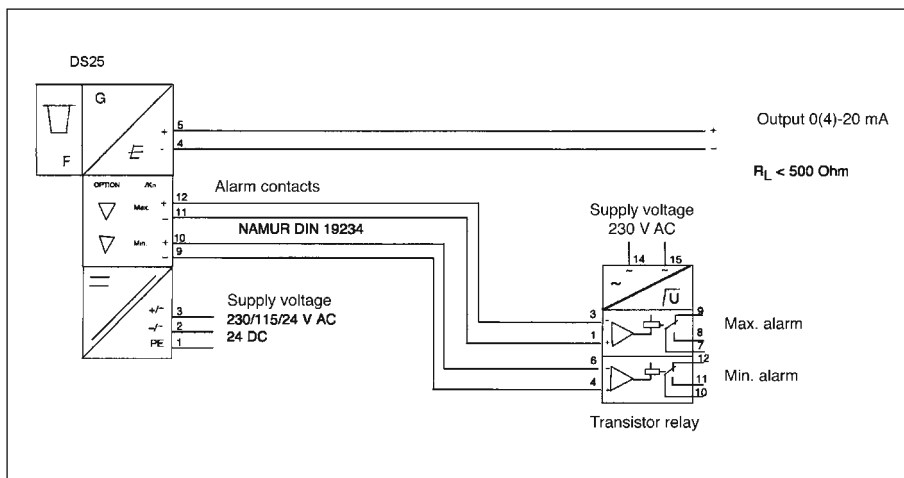 DS25
G
F
E
+ 5
- 4
+
−
Output 0(4)-20 mA
RL < 500 Ohm
OPTION /Kn
Max. + 12
− 11
Min. + 10
− 9
Alarm contacts
NAMUR DIN 19234
+/~ 3
−/~ 2
PE 1
Supply voltage
230/115/24 V AC
24 DC
Supply voltage
230 V AC
~ 14 ~ 15
~
U
3 −
1 +
9
8
7
Max. alarm
6 −
4 +
12
11
10
Min. alarm
Transistor relay